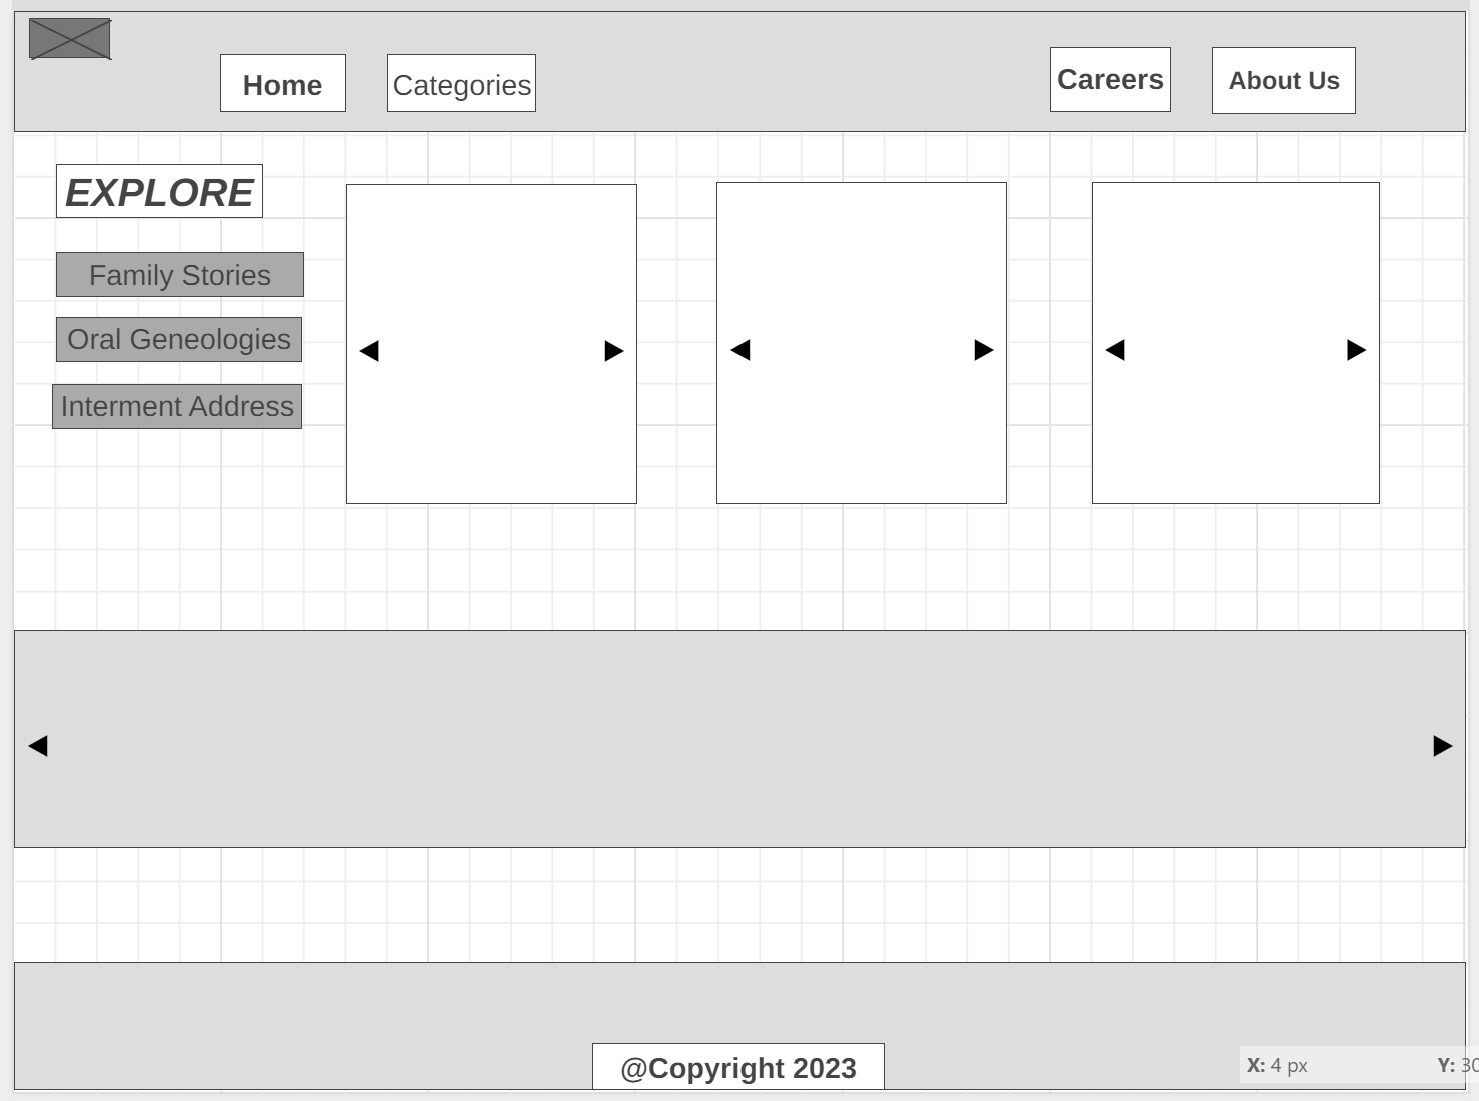 Home
Categories
Careers
About Us
EXPLORE
Family Stories
Oral Geneologies
Interment Address
@Copyright 2023
X: 4 px
Y: 30